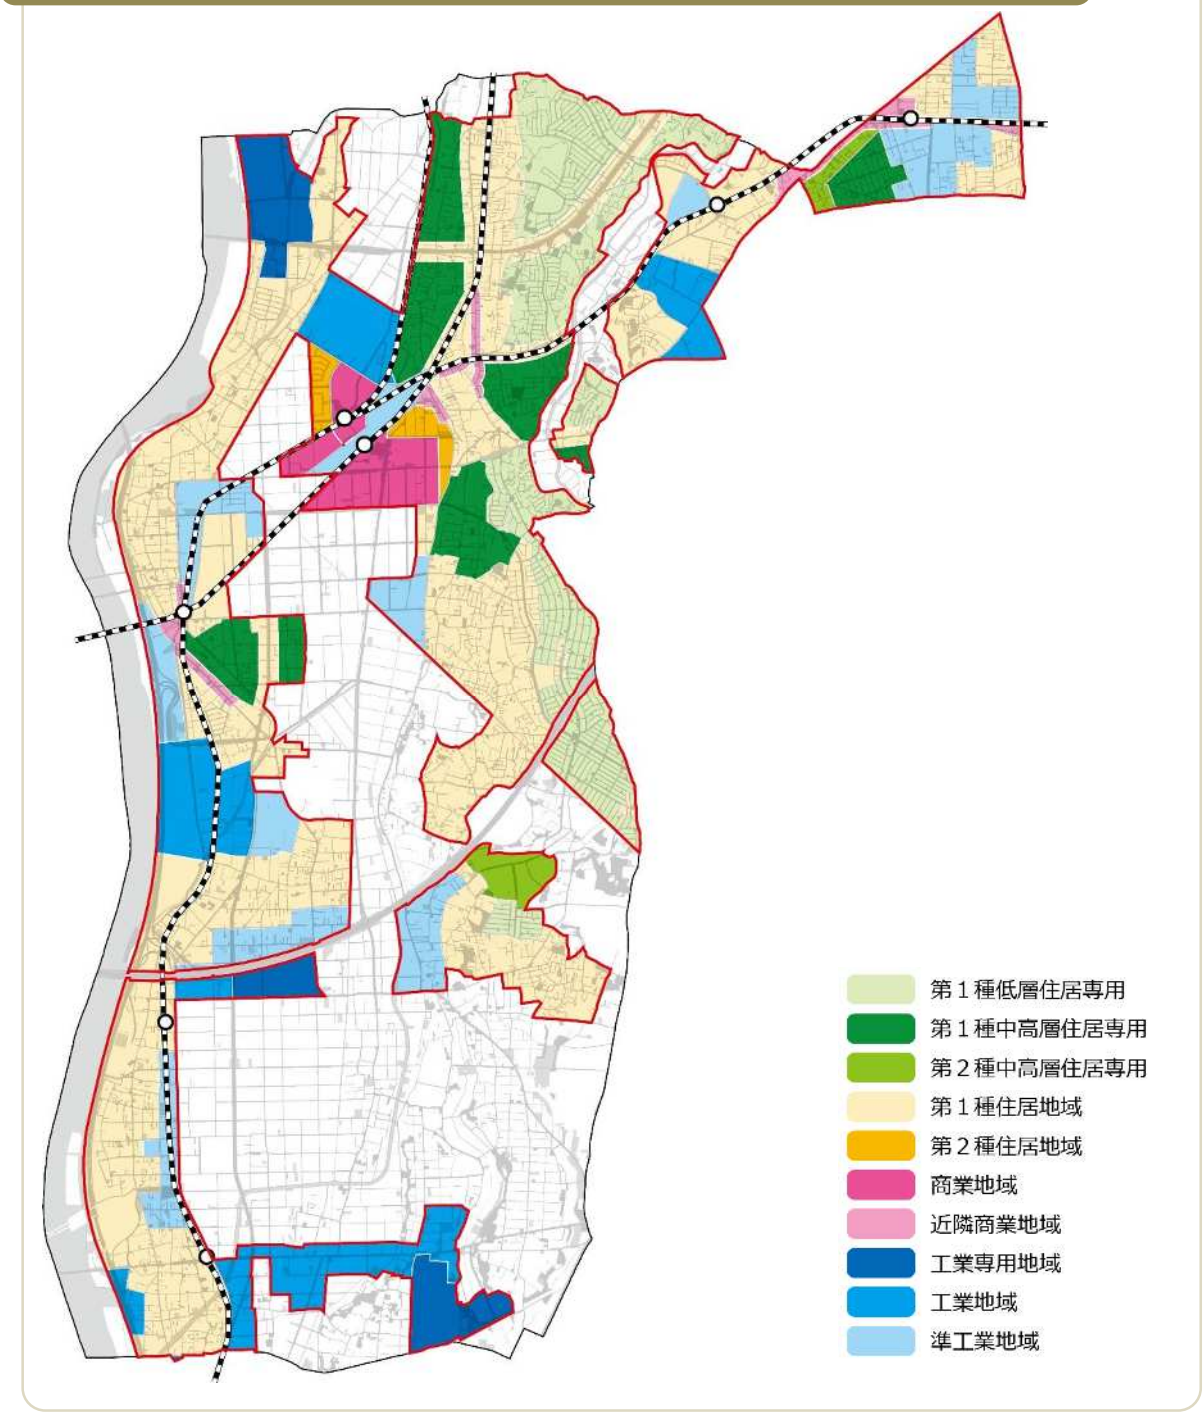 第１種低層住居専用
第１種中高層住居専用
第２種中高層住居専用
第１種住居地域
第２種住居地域
商業地域
近隣商業地域
工業専用地域
工業地域
準工業地域